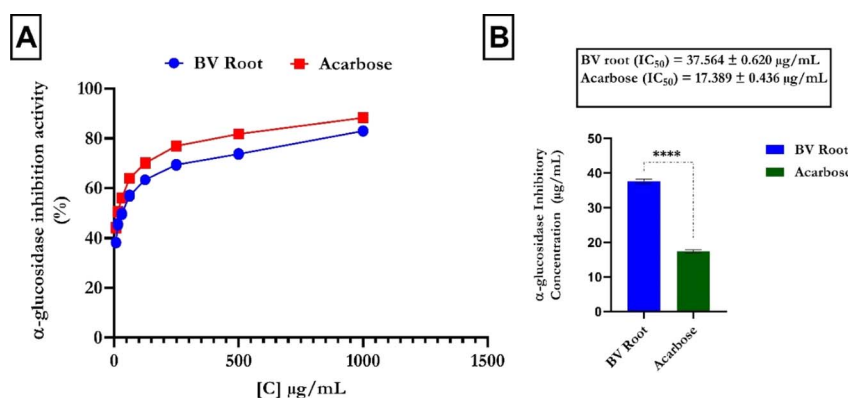 A
BV Root
Acarbose
α-glucosidase inhibition activity
(%)
100
80
60
40
20
0
0
500
1000
1500
[C] µg/mL
B
BV root (IC50) = 37.564 ± 0.620 µg/mL
Acarbose (IC50) = 17.389 ± 0.436 µg/mL
α-glucosidase Inhibitory
Concentration (µg/mL)
50
40
30
20
10
0
****
BV Root
Acarbose
BV Root
Acarbose